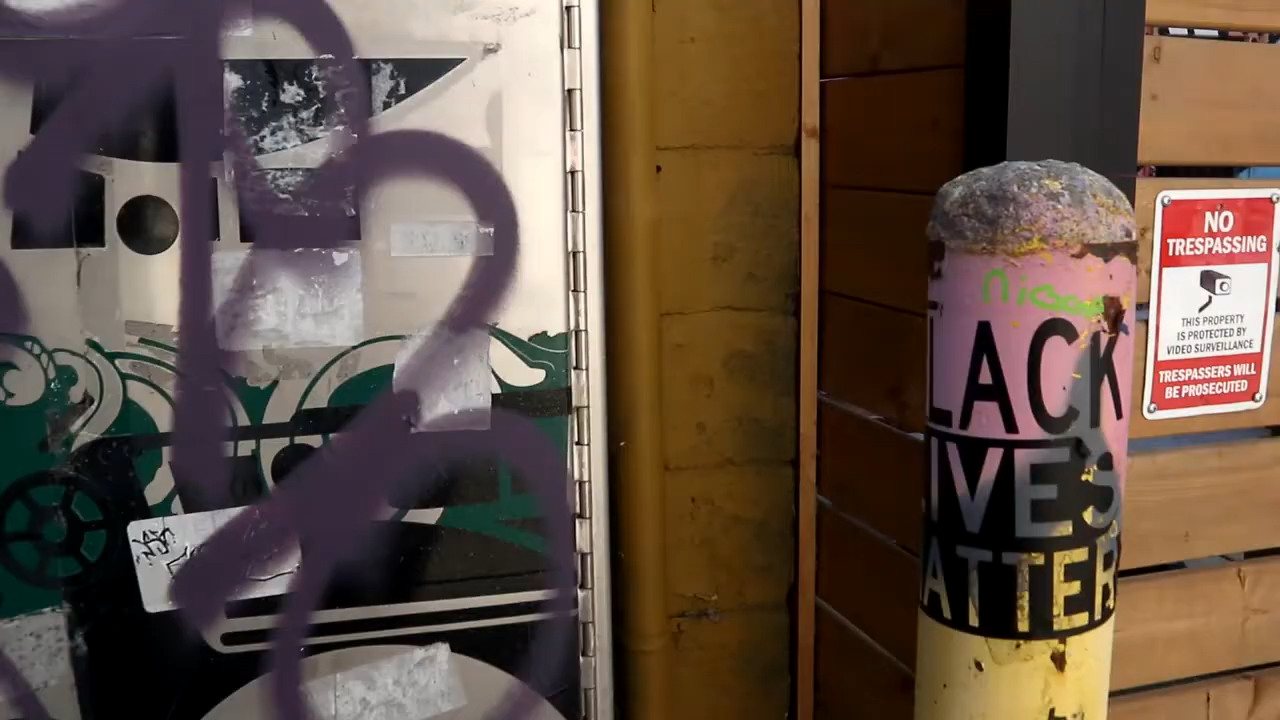 NO
TRESPASSING
THIS PROPERTY
IS PROTECTED BY
VIDEO SURVEILLANCE
TRESPASSERS WILL
BE PROSECUTED
LACK
IVES
ATTER